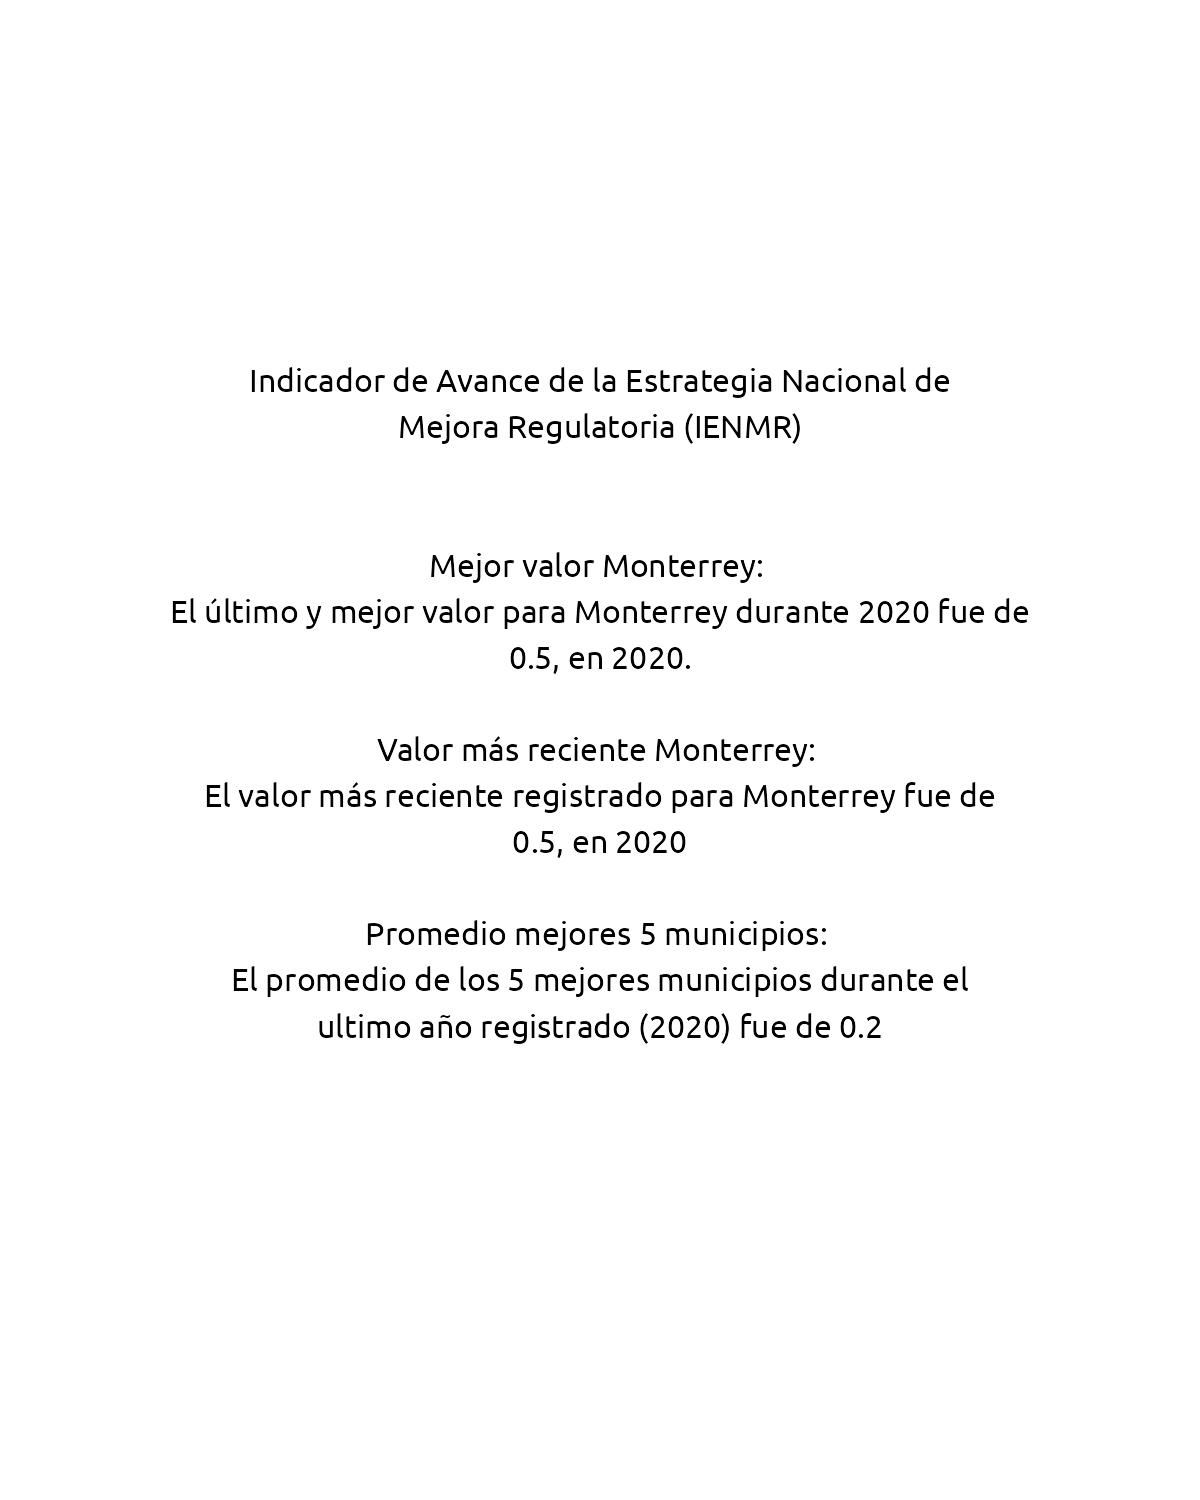 Indicador de Avance de la Estrategia Nacional de
Mejora Regulatoria (IENMR)
Mejor valor Monterrey:
El último y mejor valor para Monterrey durante 2020 fue de
0.5, en 2020.
Valor más reciente Monterrey:
El valor más reciente registrado para Monterrey fue de
0.5, en 2020
Promedio mejores 5 municipios:
El promedio de los 5 mejores municipios durante el
ultimo año registrado (2020) fue de 0.2